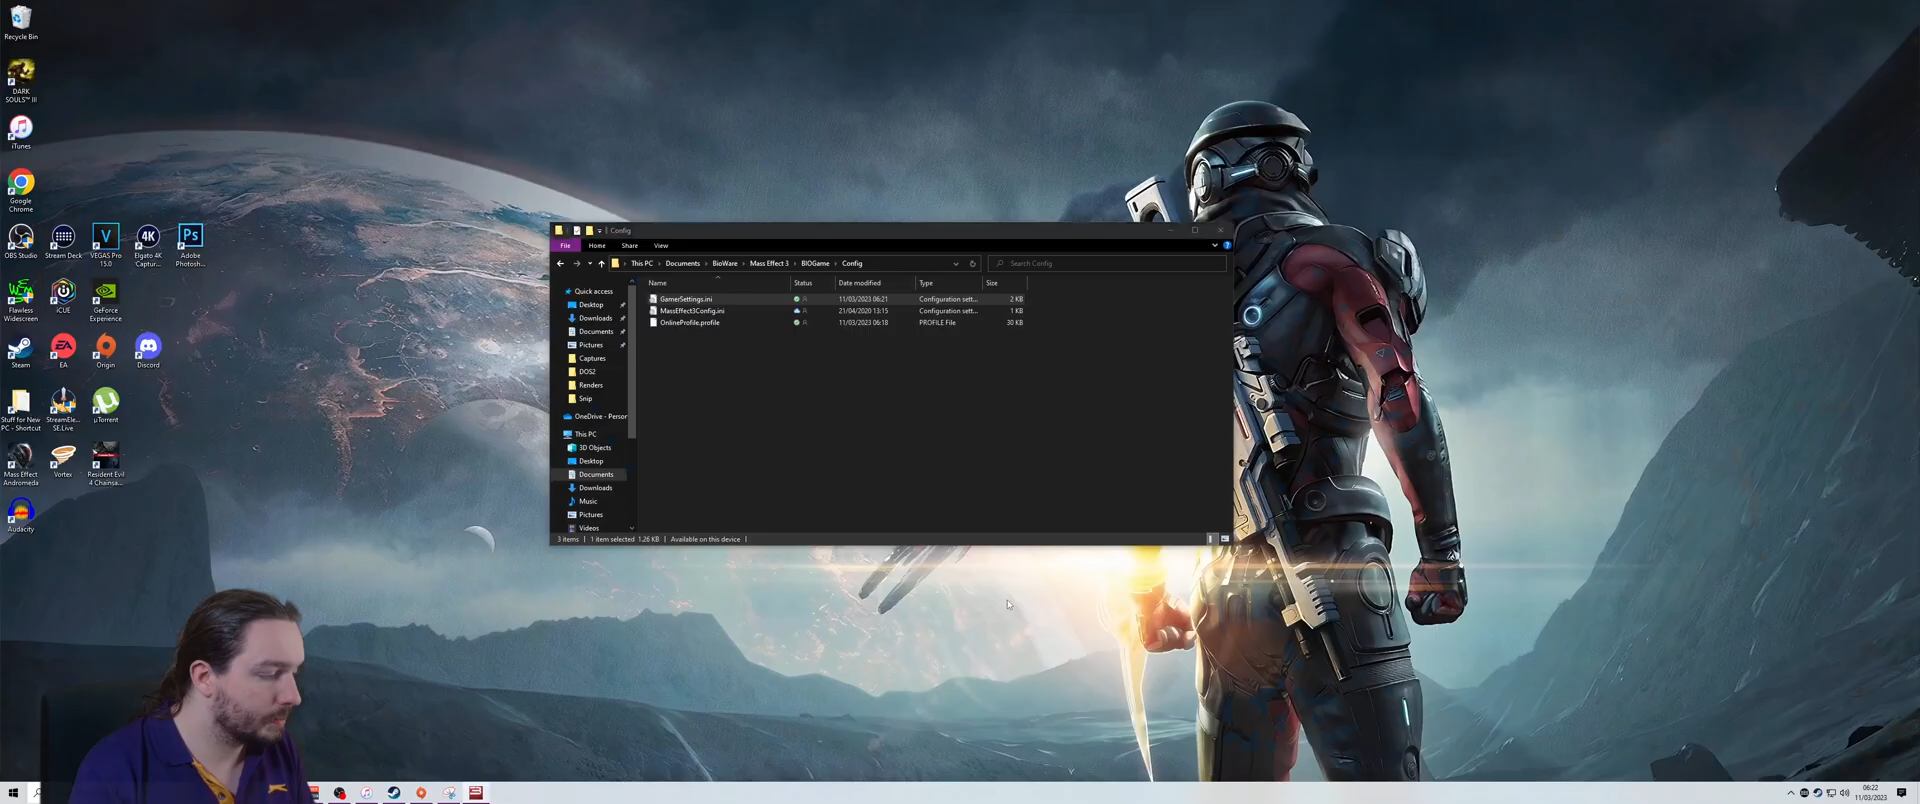 Recycle Bin
DARK
SOULS™ III
iTunes
Google
Chrome
OBS Studio
Stream Deck
VEGAS Pro
15.0
Elgato 4K
Captur...
Adobe
Photosh...
Flawless
Widescreen
iCUE
GeForce
Experience
Steam
EA
Origin
Discord
Stuff for New
PC - Shortcut
StreamEle...
SE.Live
µTorrent
Mass Effect
Andromeda
Vortex
Resident Evil
4 Chainsa...
Audacity
Config
File
Home
Share
View
This PC
Documents
BioWare
Mass Effect 3
BIOGame
Config
Search Config
Name
Status
Date modified
Type
Size
GamerSettings.ini
11/03/2023 06:21
Configuration sett...
2 KB
MassEffect3Config.ini
21/04/2020 13:15
Configuration sett...
1 KB
OnlineProfile.profile
11/03/2023 06:18
PROFILE File
30 KB
Quick access
Desktop
Downloads
Documents
Pictures
Captures
DOS2
Renders
Snip
OneDrive - Person
This PC
3D Objects
Desktop
Documents
Downloads
Music
Pictures
Videos
3 items
1 item selected 1.26 KB
Available on this device
06:22
11/03/2023